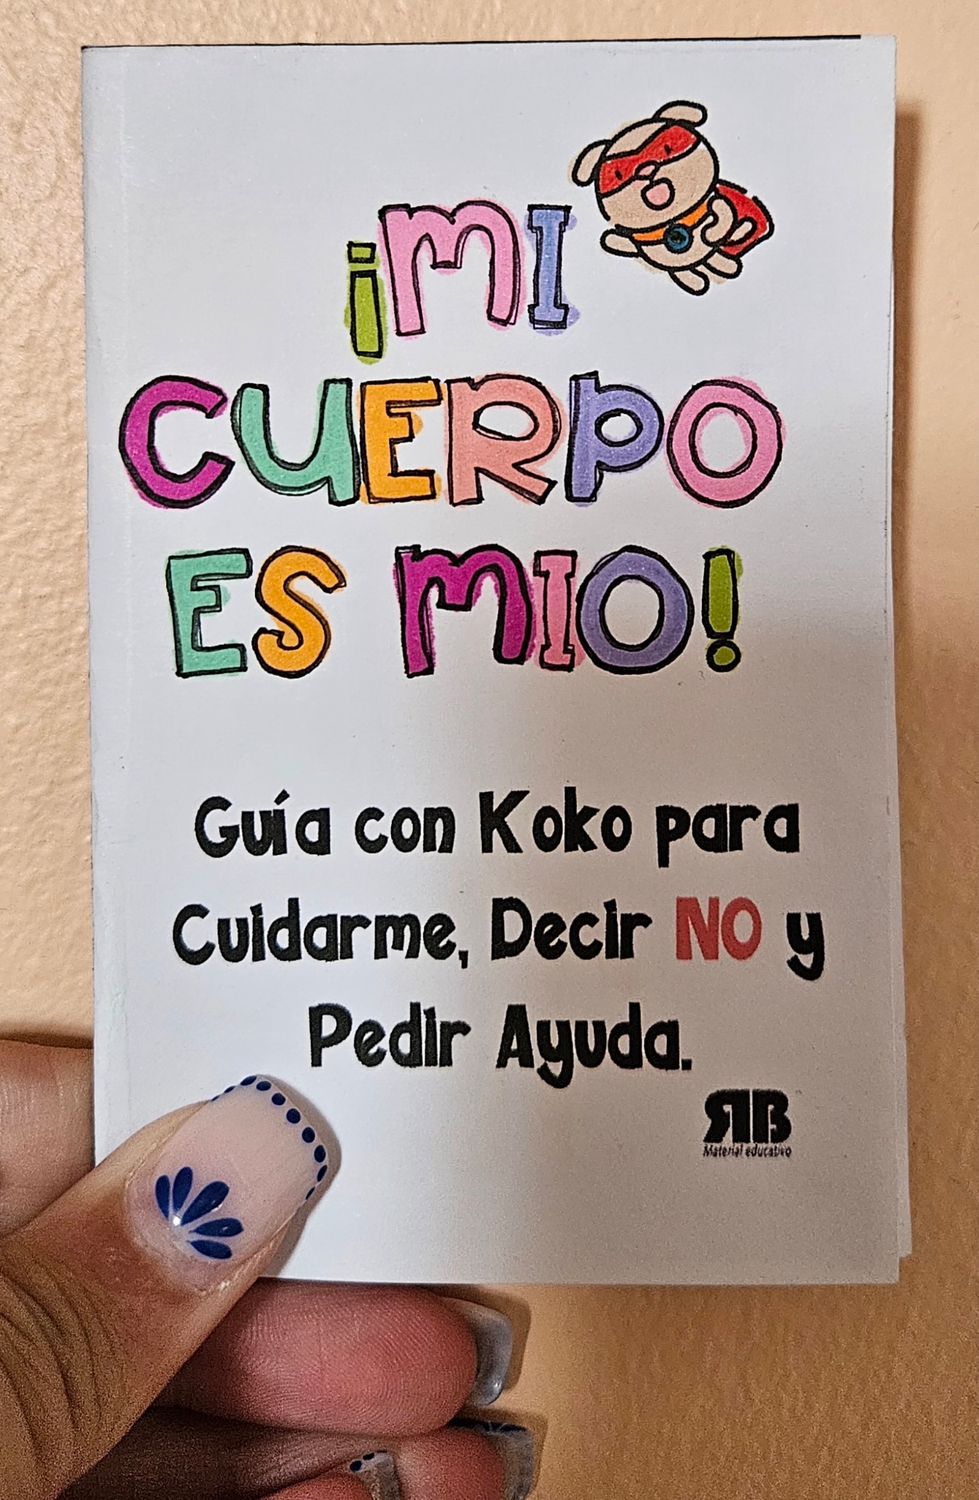 ¡MI
CUERPO
ES MIO!
Guía con Koko para
Cuidarme, Decir NO y
Pedir Ayuda.
RB
Material educativo